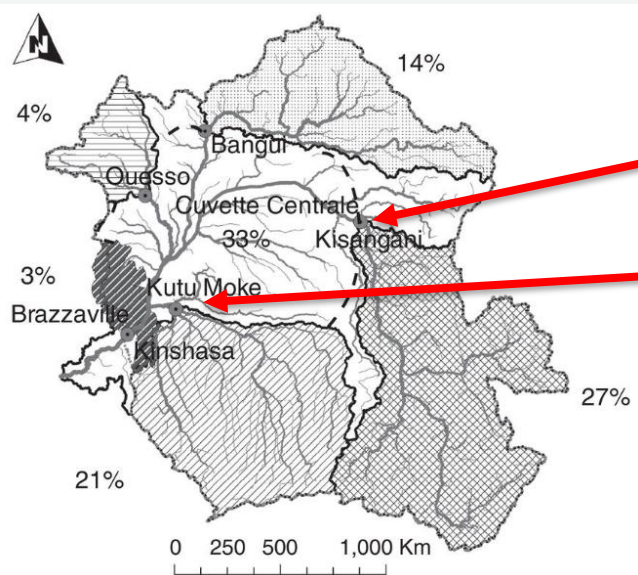 N
14%
4%
Bangui
Ouesso
Cuvette Centrale
Kisangani
33%
3%
Kutu Moke
Brazzaville
Kinshasa
27%
21%
0 250 500 1,000 Km